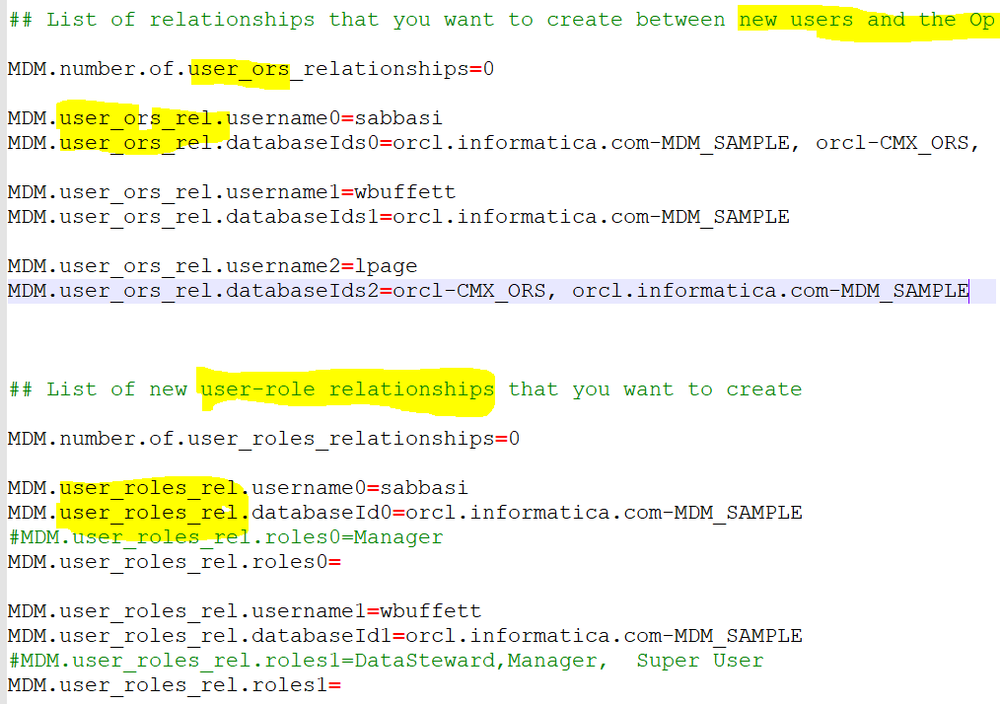 ## List of relationships that you want to create between new users and the Op
MDM.number.of.user_ors_relationships=0
MDM.user_ors_rel.username0=sabbasi
MDM.user_ors_rel.databaseIds0=orcl.informatica.com-MDM_SAMPLE, orcl-CMX_ORS,
MDM.user_ors_rel.username1=wbuffett
MDM.user_ors_rel.databaseIds1=orcl.informatica.com-MDM_SAMPLE
MDM.user_ors_rel.username2=lpage
MDM.user_ors_rel.databaseIds2=orcl-CMX_ORS, orcl.informatica.com-MDM_SAMPLE
## List of new user-role relationships that you want to create
MDM.number.of.user_roles_relationships=0
MDM.user_roles_rel.username0=sabbasi
MDM.user_roles_rel.databaseId0=orcl.informatica.com-MDM_SAMPLE
#MDM.user_roles_rel.roles0=Manager
MDM.user_roles_rel.roles0=
MDM.user_roles_rel.username1=wbuffett
MDM.user_roles_rel.databaseId1=orcl.informatica.com-MDM_SAMPLE
#MDM.user_roles_rel.roles1=DataSteward,Manager,  Super User
MDM.user_roles_rel.roles1=